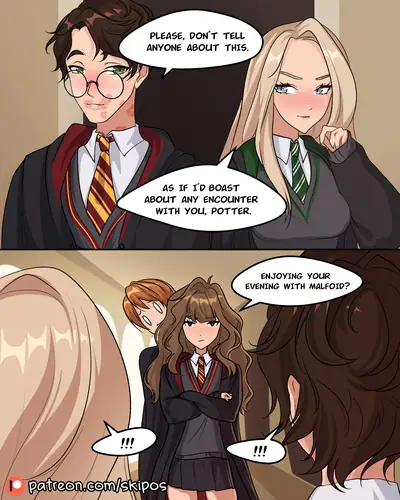 PLEASE, DON'T TELL
ANYONE ABOUT THIS.
AS IF I'D BOAST
ABOUT ANY ENCOUNTER
WITH YOU, POTTER.
ENJOYING YOUR
EVENING WITH MALFOID?
!!!
!!!
patreon.com/skipos